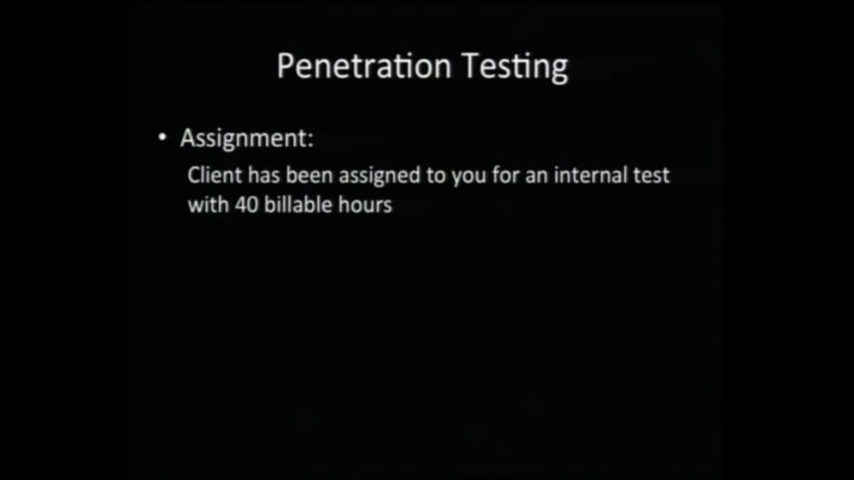 Penetration Testing
• Assignment:
Client has been assigned to you for an internal test
with 40 billable hours